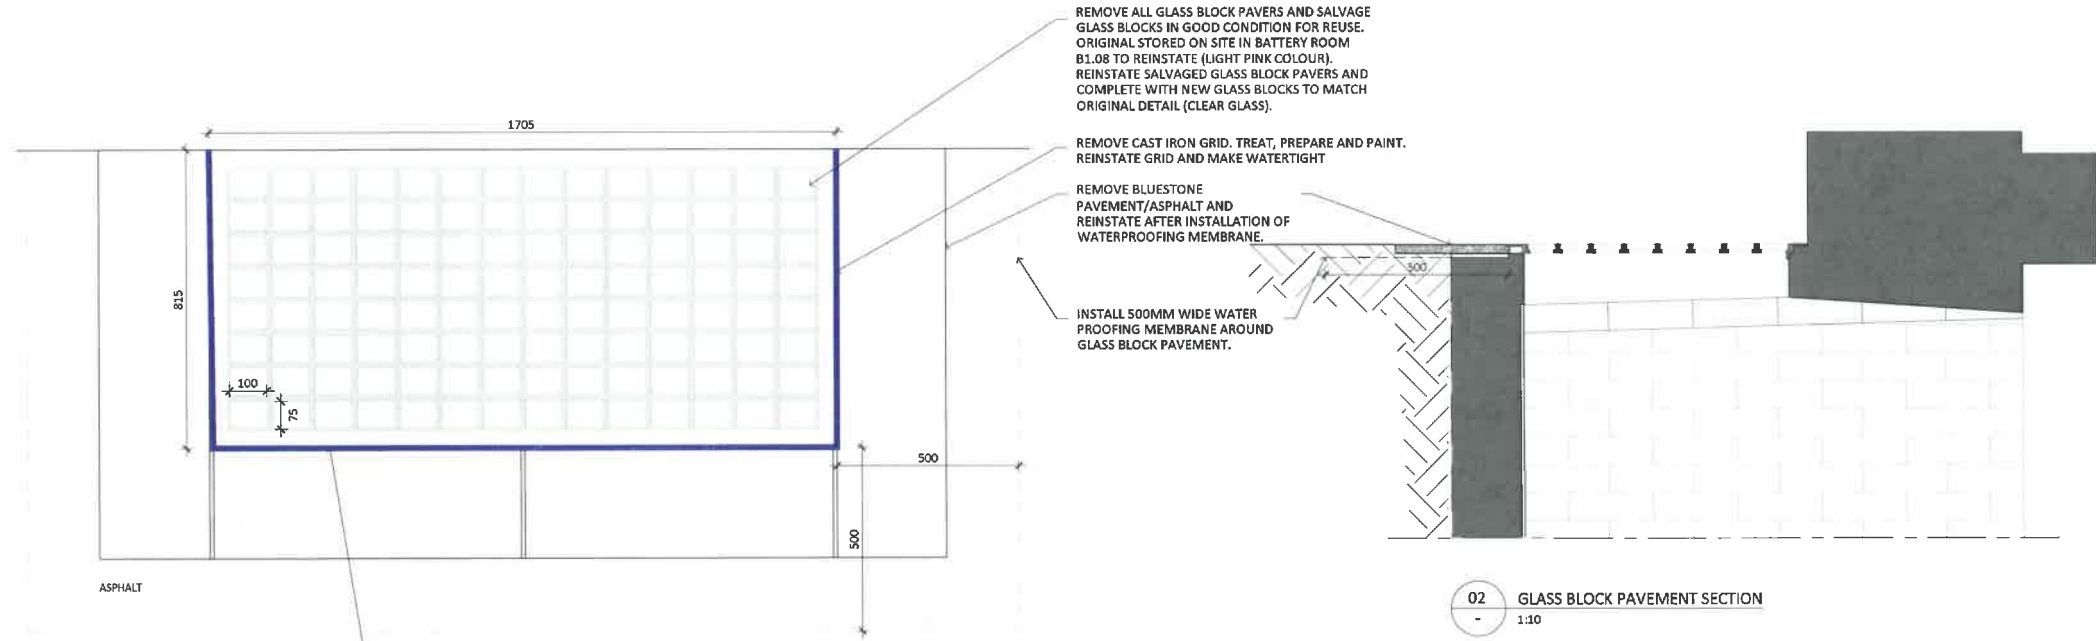 REMOVE ALL GLASS BLOCK PAVERS AND SALVAGE
GLASS BLOCKS IN GOOD CONDITION FOR REUSE.
ORIGINAL STORED ON SITE IN BATTERY ROOM
B1.08 TO REINSTATE (LIGHT PINK COLOUR).
REINSTATE SALVAGED GLASS BLOCK PAVERS AND
COMPLETE WITH NEW GLASS BLOCKS TO MATCH
ORIGINAL DETAIL (CLEAR GLASS).
1705
REMOVE CAST IRON GRID. TREAT, PREPARE AND PAINT.
REINSTATE GRID AND MAKE WATERTIGHT
REMOVE BLUESTONE
PAVEMENT/ASPHALT AND
REINSTATE AFTER INSTALLATION OF
WATERPROOFING MEMBRANE.
815
500
INSTALL 500MM WIDE WATER
PROOFING MEMBRANE AROUND
GLASS BLOCK PAVEMENT.
100
75
500
500
ASPHALT
02
-
GLASS BLOCK PAVEMENT SECTION
1:10